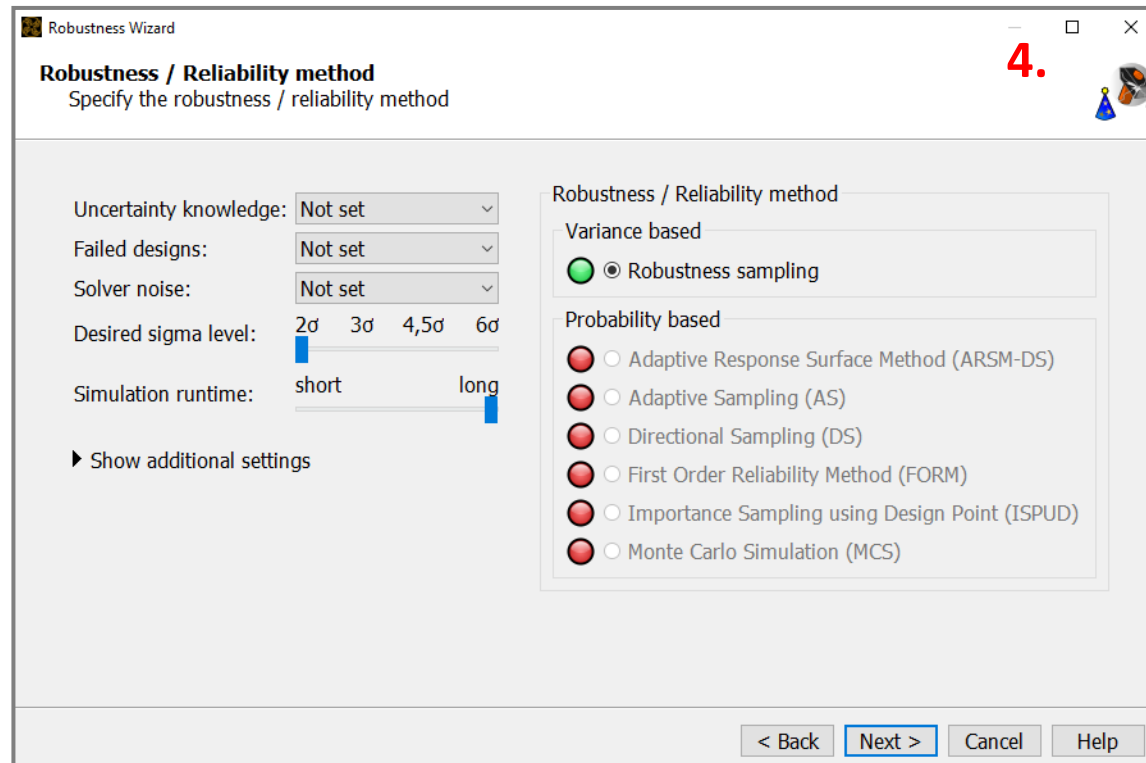 Robustness Wizard
4.
Robustness / Reliability method
Specify the robustness / reliability method
Uncertainty knowledge: Not set
Failed designs: Not set
Solver noise: Not set
Desired sigma level: 2σ 3σ 4,5σ 6σ
Simulation runtime: short long
Show additional settings
Robustness / Reliability method
Variance based
Robustness sampling
Probability based
Adaptive Response Surface Method (ARSM-DS)
Adaptive Sampling (AS)
Directional Sampling (DS)
First Order Reliability Method (FORM)
Importance Sampling using Design Point (ISPUD)
Monte Carlo Simulation (MCS)
< Back Next > Cancel Help